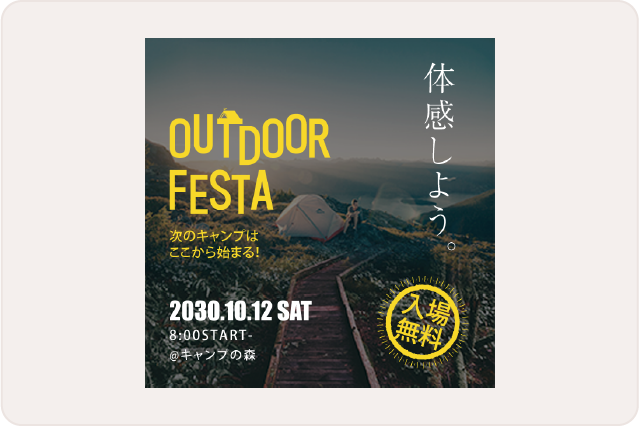 体感しよう。
OUTDOOR
FESTA
次のキャンプは
ここから始まる!
2030.10.12 SAT
8:00START-
@キャンプの森
入場
無料